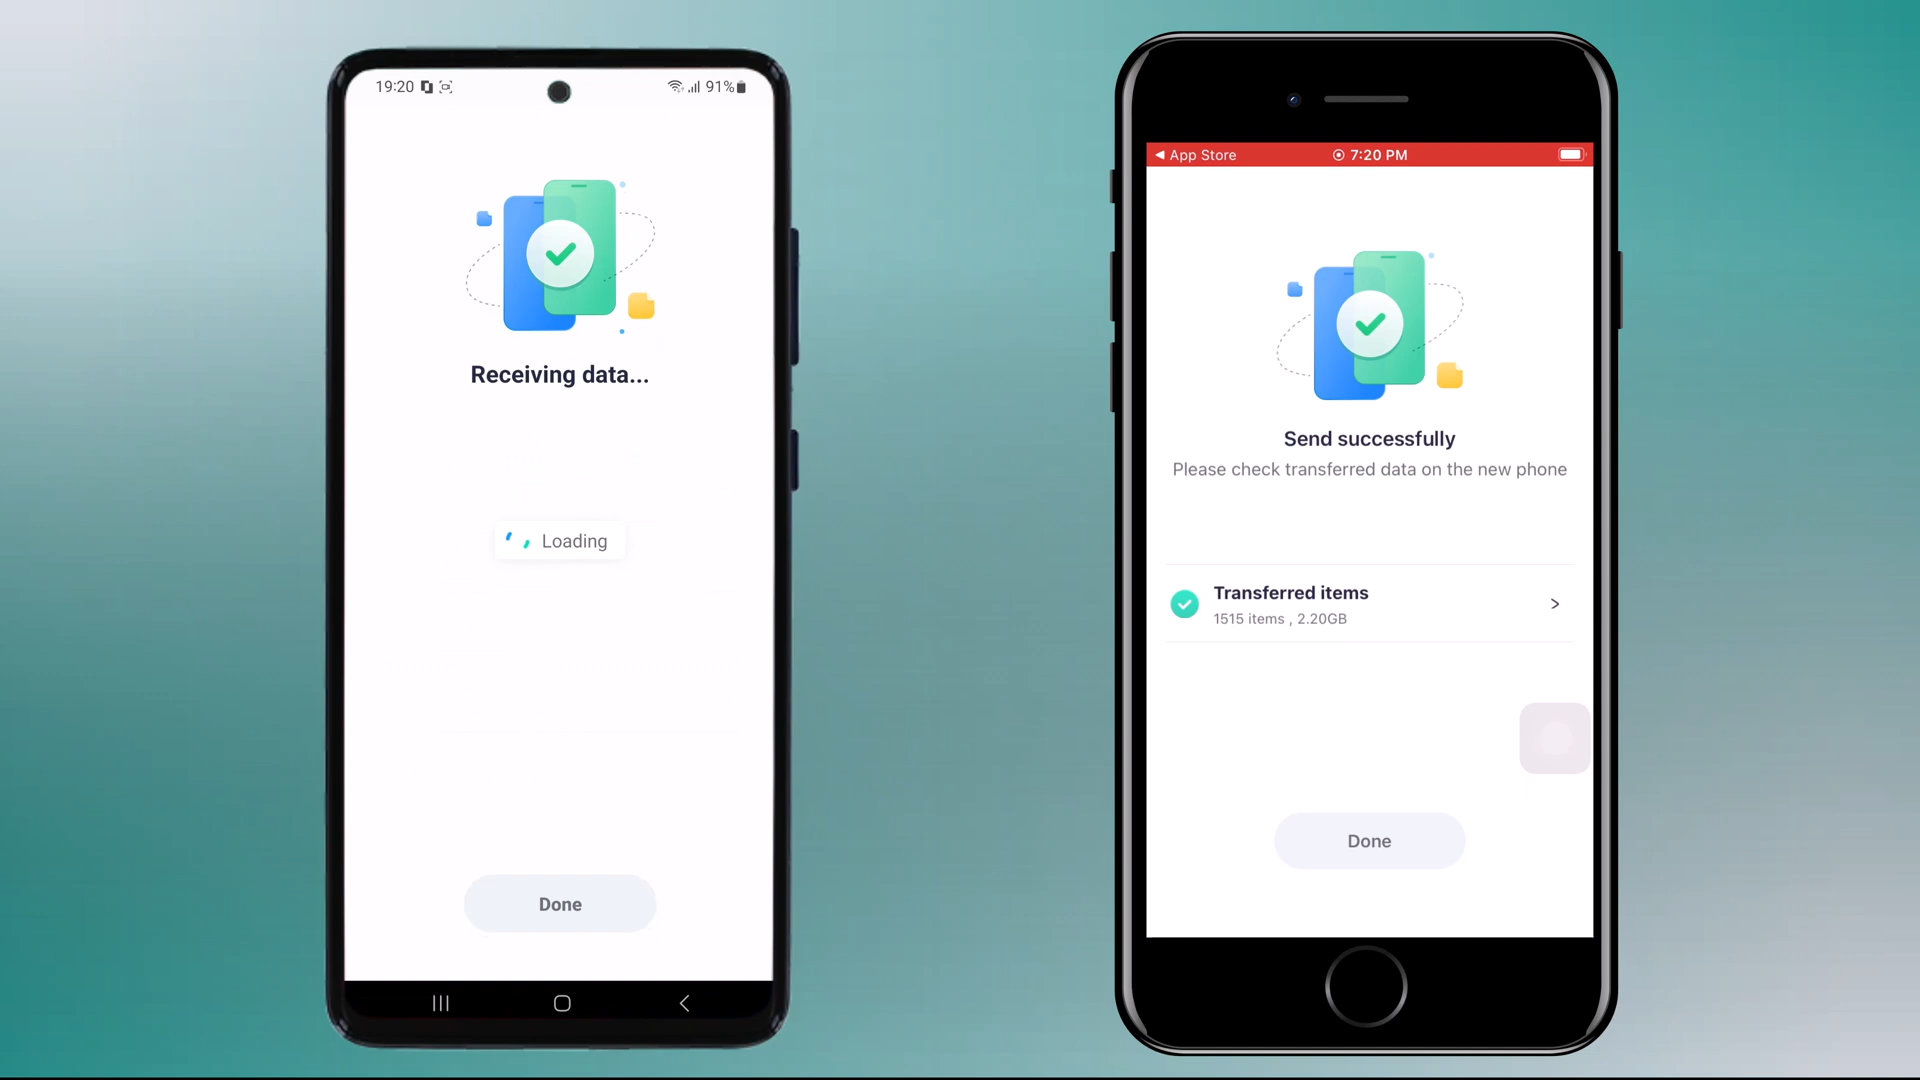 19:20
91%
Receiving data...
Loading
Done
◀ App Store
7:20 PM
Send successfully
Please check transferred data on the new phone
Transferred items
1515 items , 2.20GB
Done